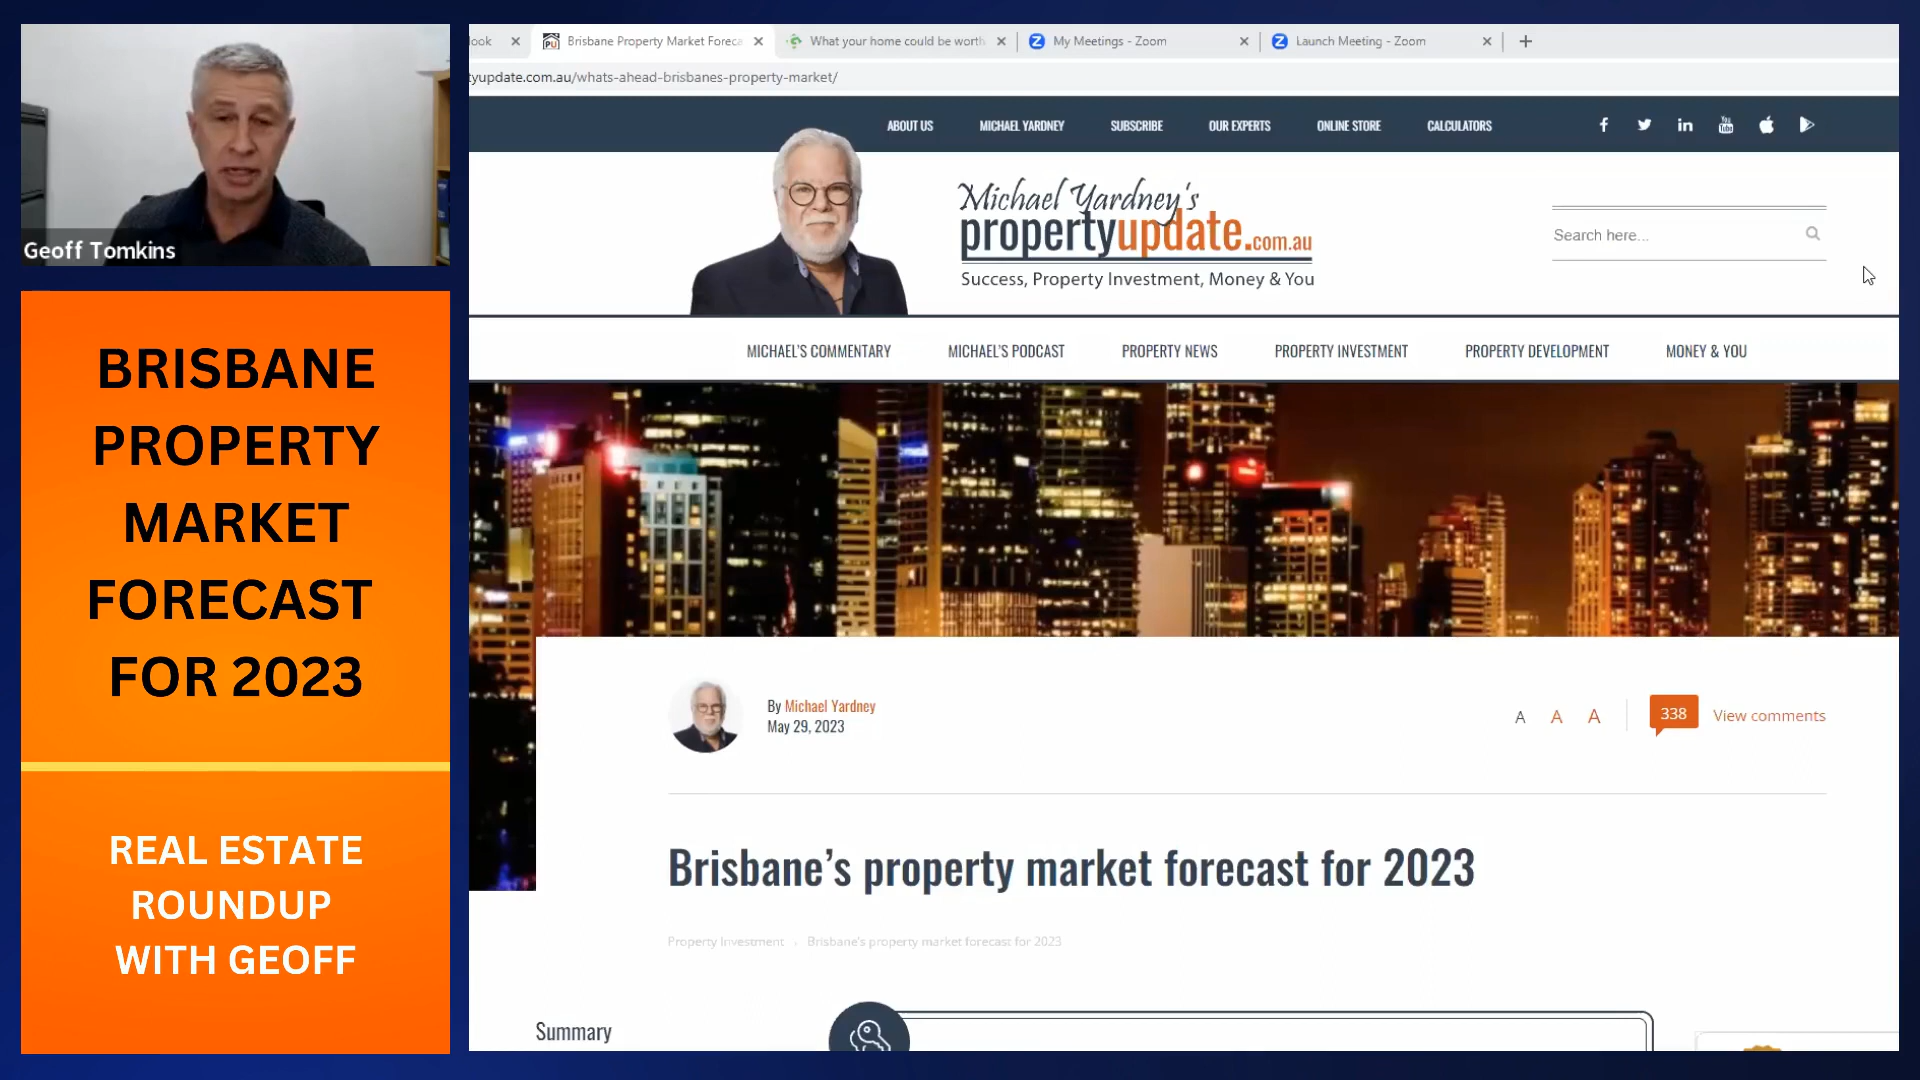 Geoff Tomkins
BRISBANE
PROPERTY
MARKET
FORECAST
FOR 2023
REAL ESTATE
ROUNDUP
WITH GEOFF
look
Brisbane Property Market Foreca
What your home could be worth
My Meetings - Zoom
Launch Meeting - Zoom
tyupdate.com.au/whats-ahead-brisbanes-property-market/
ABOUT US MICHAEL YARDNEY SUBSCRIBE OUR EXPERTS ONLINE STORE CALCULATORS
Michael Yardney's
propertyupdate.com.au
Success, Property Investment, Money & You
Search here...
MICHAEL'S COMMENTARY MICHAEL'S PODCAST PROPERTY NEWS PROPERTY INVESTMENT PROPERTY DEVELOPMENT MONEY & YOU
By Michael Yardney
May 29, 2023
A A A 338 View comments
Brisbane's property market forecast for 2023
Property Investment › Brisbane's property market forecast for 2023
Summary